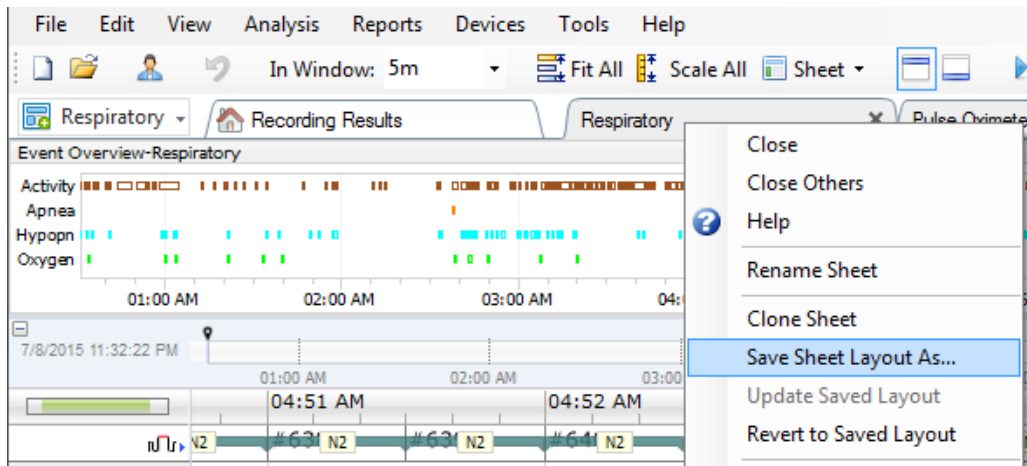 File Edit View Analysis Reports Devices Tools Help
In Window: 5m Fit All Scale All Sheet
Respiratory Recording Results Respiratory Pulse Oximete
Event Overview-Respiratory
Activity
Apnea
Hypopn
Oxygen
01:00 AM 02:00 AM 03:00 AM 04:
7/8/2015 11:32:22 PM
01:00 AM 02:00 AM 03:00
04:51 AM 04:52 AM
N2 N2 N2 N2
Close
Close Others
Help
Rename Sheet
Clone Sheet
Save Sheet Layout As...
Update Saved Layout
Revert to Saved Layout